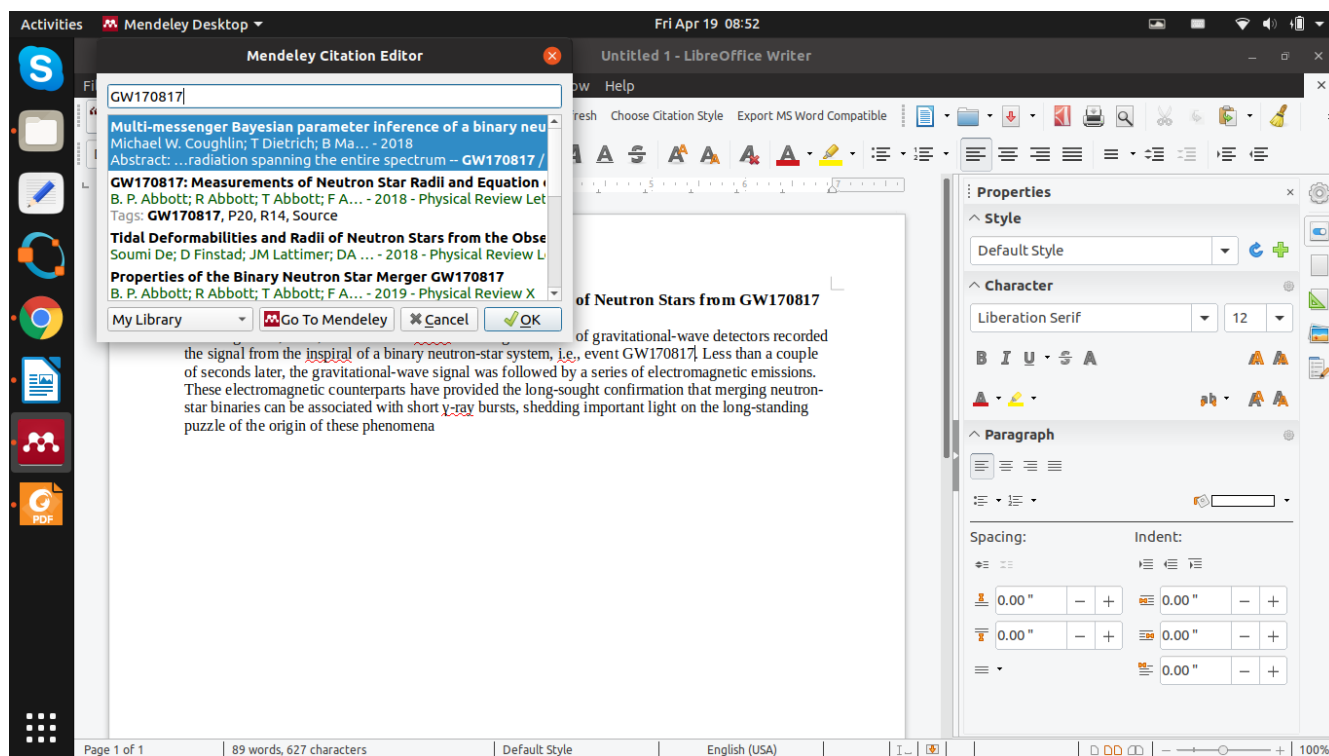 Activities Mendeley Desktop Fri Apr 19 08:52
Mendeley Citation Editor
Untitled 1 - LibreOffice Writer
Help
GW170817
Choose Citation Style Export MS Word Compatible
Multi-messenger Bayesian parameter inference of a binary neu
Michael W. Coughlin; T Dietrich; B Ma... - 2018
Abstract: ...radiation spanning the entire spectrum -- GW170817 /
GW170817: Measurements of Neutron Star Radii and Equation
B. P. Abbott; R Abbott; T Abbott; F A... - 2018 - Physical Review Let
Tags: GW170817, P20, R14, Source
Tidal Deformabilities and Radii of Neutron Stars from the Obse
Soumi De; D Finstad; JM Lattimer; DA ... - 2018 - Physical Review L
Properties of the Binary Neutron Star Merger GW170817
B. P. Abbott; R Abbott; T Abbott; F A... - 2019 - Physical Review X
My Library Go To Mendeley Cancel OK
5 6 7
of Neutron Stars from GW170817
of gravitational-wave detectors recorded
the signal from the inspiral of a binary neutron-star system, i.e., event GW170817. Less than a couple
of seconds later, the gravitational-wave signal was followed by a series of electromagnetic emissions.
These electromagnetic counterparts have provided the long-sought confirmation that merging neutron-
star binaries can be associated with short γ-ray bursts, shedding important light on the long-standing
puzzle of the origin of these phenomena
Properties
Style
Default Style
Character
Liberation Serif 12
Paragraph
Spacing: Indent:
0.00 " 0.00 "
0.00 " 0.00 "
0.00 "
PDF
Page 1 of 1 89 words, 627 characters Default Style English (USA) 100%